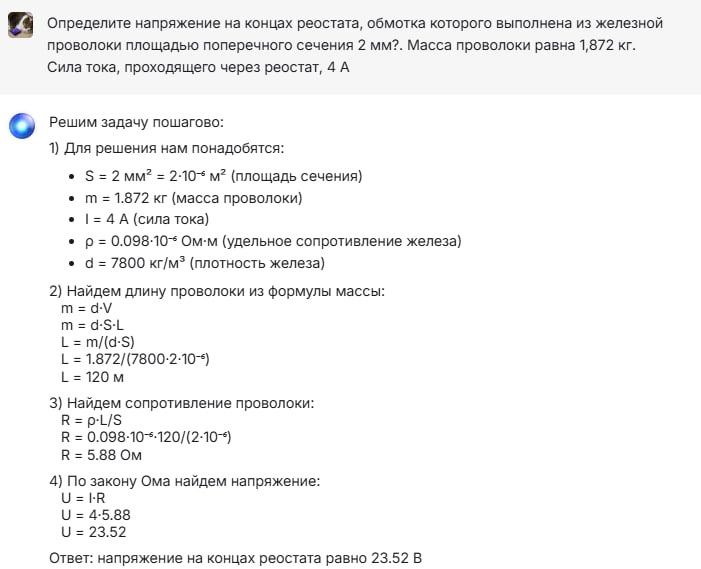 Определите напряжение на концах реостата, обмотка которого выполнена из железной
проволоки площадью поперечного сечения 2 мм?. Масса проволоки равна 1,872 кг.
Сила тока, проходящего через реостат, 4 А
Решим задачу пошагово:
1) Для решения нам понадобятся:
• S = 2 мм² = 2·10⁻⁶ м² (площадь сечения)
• m = 1.872 кг (масса проволоки)
• I = 4 А (сила тока)
• ρ = 0.098·10⁻⁶ Ом·м (удельное сопротивление железа)
• d = 7800 кг/м³ (плотность железа)
2) Найдем длину проволоки из формулы массы:
m = d·V
m = d·S·L
L = m/(d·S)
L = 1.872/(7800·2·10⁻⁶)
L = 120 м
3) Найдем сопротивление проволоки:
R = ρ·L/S
R = 0.098·10⁻⁶·120/(2·10⁻⁶)
R = 5.88 Ом
4) По закону Ома найдем напряжение:
U = I·R
U = 4·5.88
U = 23.52
Ответ: напряжение на концах реостата равно 23.52 В